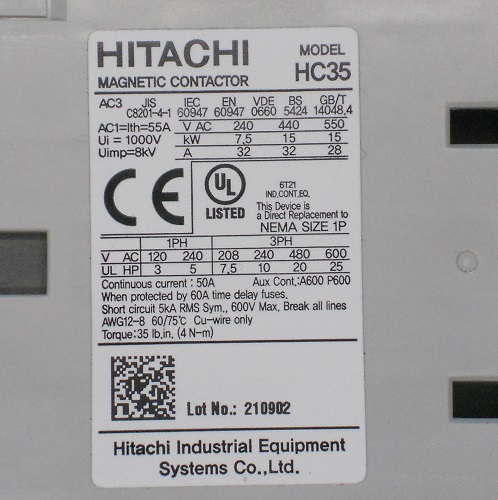 HITACHI MODEL
MAGNETIC CONTACTOR HC35
AC3 JIS IEC EN VDE BS GB/T
C8201-4-1 60947 60947 0660 5424 14048.4
AC1=Ith=55A V AC 240 440 550
Ui = 1000V kW 7.5 15 15
Uimp=8kV A 32 32 28
CE UL
LISTED
6T21
IND.CONT.EQ.
This Device is
a Direct Replacement to
NEMA SIZE 1P
1PH 3PH
V AC 120 240 208 240 480 600
UL HP 3 5 7.5 10 20 25
Continuous current : 50A Aux Cont.:A600 P600
When protected by 60A time delay fuses.
Short circuit 5kA RMS Sym., 600V Max. Break all lines
AWG12-8 60/75℃ Cu-wire only
Torque:35 lb.in. (4 N-m)
Lot No.: 210902
Hitachi Industrial Equipment
Systems Co.,Ltd.